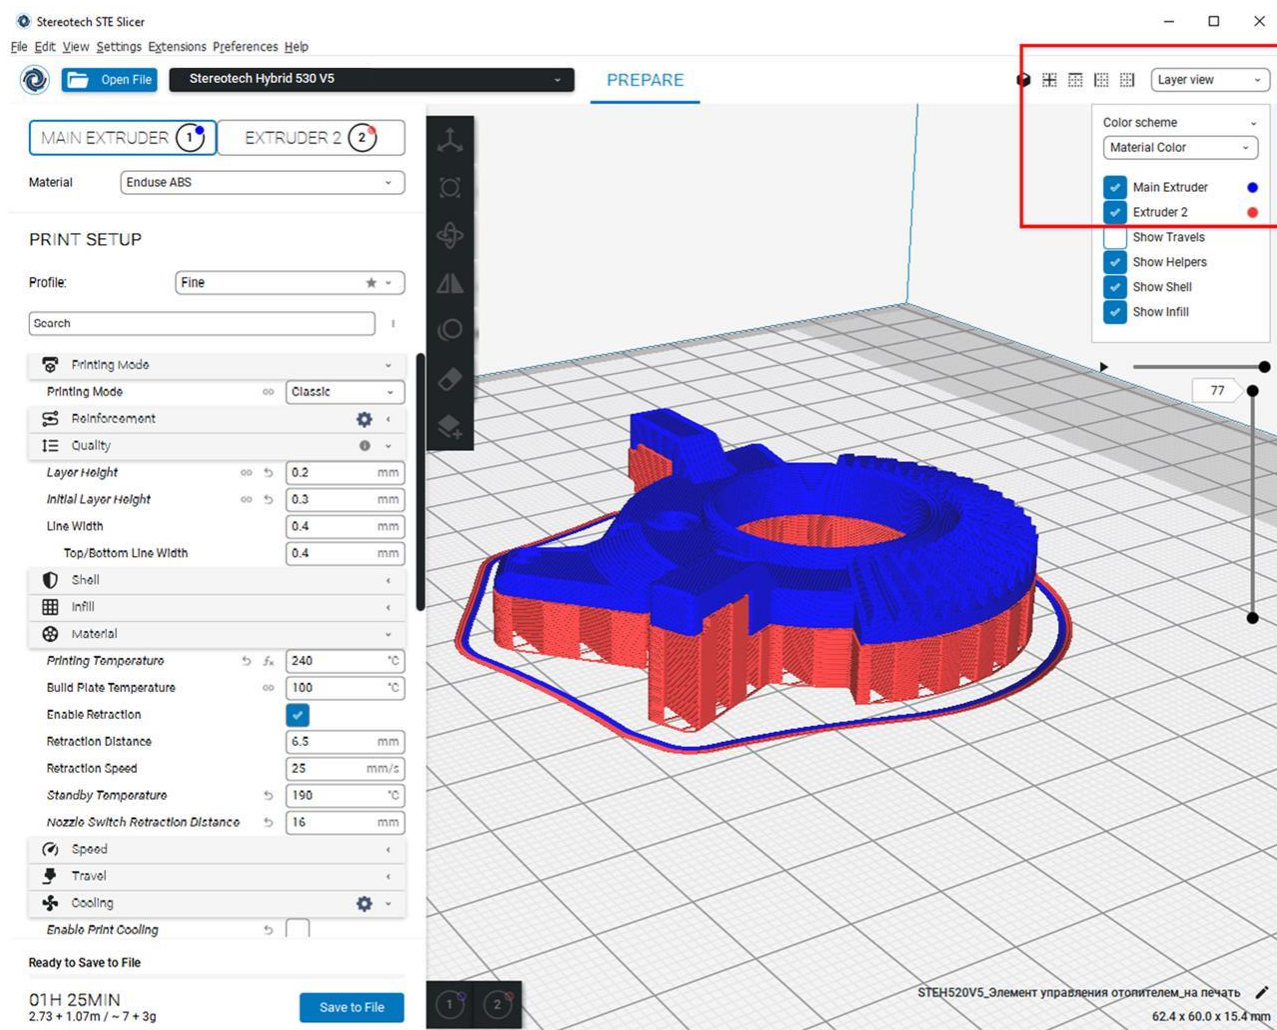 Stereotech STE Slicer
File Edit View Settings Extensions Preferences Help
Open File
Stereotech Hybrid 530 V5
PREPARE
Layer view
MAIN EXTRUDER 1
EXTRUDER 2 2
Material
Enduse ABS
PRINT SETUP
Profile:
Fine
Search
Printing Mode
Printing Mode
Classic
Reinforcement
Quality
Layer Height
0.2 mm
Initial Layer Height
0.3 mm
Line Width
0.4 mm
Top/Bottom Line Width
0.4 mm
Shell
Infill
Material
Printing Temperature
fx
240 °C
Build Plate Temperature
100 °C
Enable Retraction
Retraction Distance
6.5 mm
Retraction Speed
25 mm/s
Standby Temperature
190 °C
Nozzle Switch Retraction Distance
16 mm
Speed
Travel
Cooling
Enable Print Cooling
Ready to Save to File
01H 25MIN
2.73 + 1.07m / ~ 7 + 3g
Save to File
Color scheme
Material Color
Main Extruder
Extruder 2
Show Travels
Show Helpers
Show Shell
Show Infill
77
1
2
STEH520V5_Элемент управления отопителем_на печать
62.4 x 60.0 x 15.4 mm